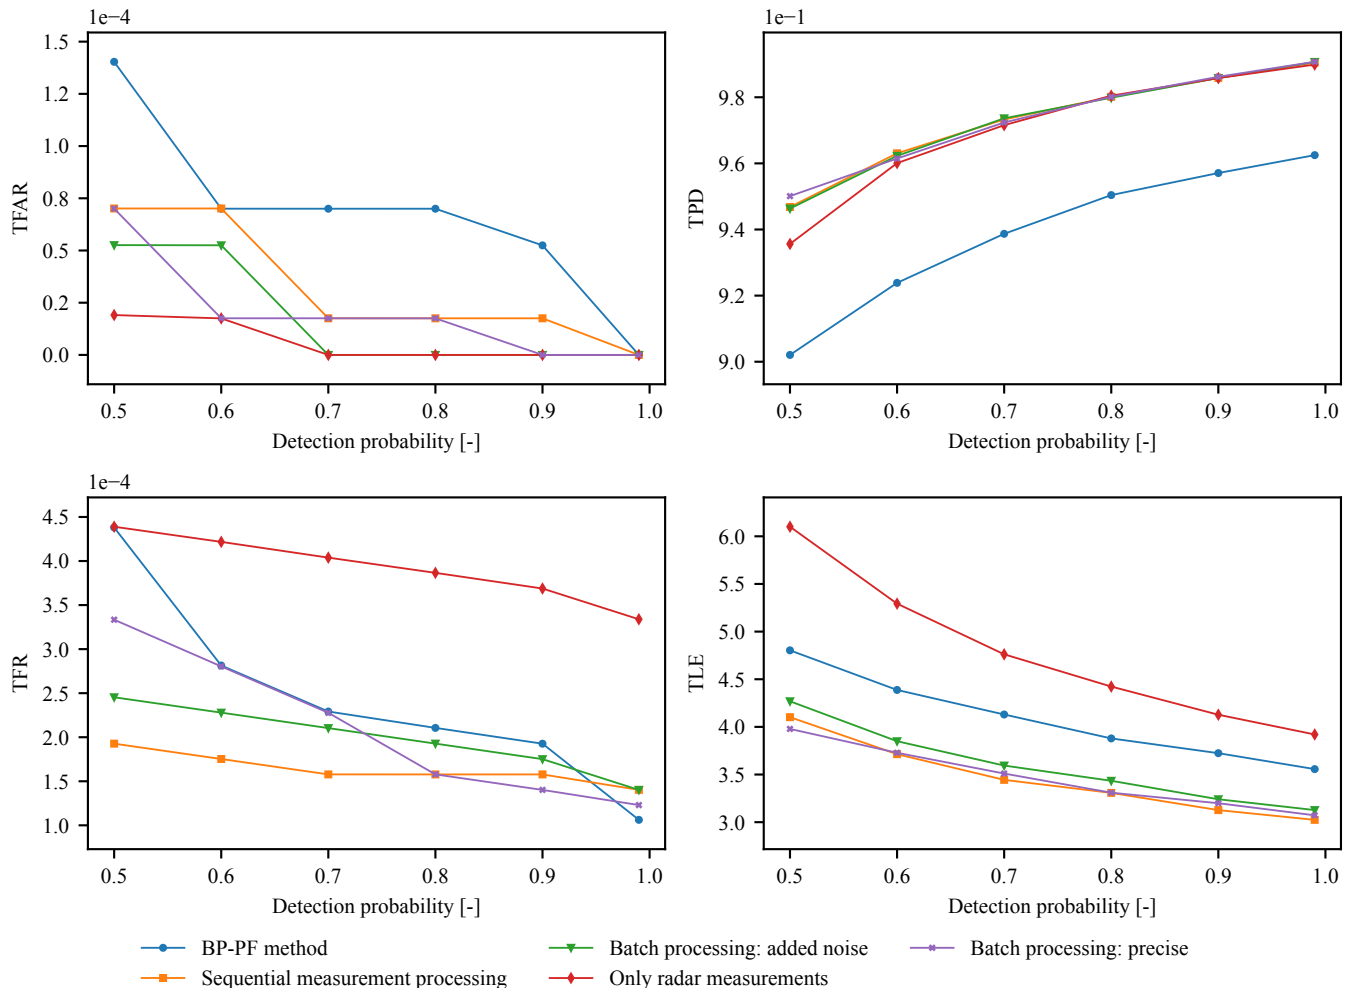 1e−4
1.5
1.2
1.0
0.8
0.5
0.2
0.0
TFAR
0.5 0.6 0.7 0.8 0.9 1.0
Detection probability [-]
1e−1
9.8
9.6
9.4
9.2
9.0
TPD
0.5 0.6 0.7 0.8 0.9 1.0
Detection probability [-]
1e−4
4.5
4.0
3.5
3.0
2.5
2.0
1.5
1.0
TFR
0.5 0.6 0.7 0.8 0.9 1.0
Detection probability [-]
6.0
5.5
5.0
4.5
4.0
3.5
3.0
TLE
0.5 0.6 0.7 0.8 0.9 1.0
Detection probability [-]
BP-PF method
Sequential measurement processing
Batch processing: added noise
Only radar measurements
Batch processing: precise